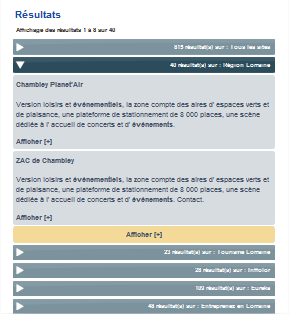 Résultats
Affichage des résultats 1 à 8 sur 40
615 résultat(s) sur : Tous les sites
40 résultat(s) sur : Région Lorraine
Chambley Planet'Air
Version loisirs et événementiels, la zone compte des aires d' espaces verts et
de plaisance, une plateforme de stationnement de 8 000 places, une scène
dédiée à l' accueil de concerts et d' événements.
Afficher [+]
ZAC de Chambley
Version loisirs et événementiels, la zone compte des aires d' espaces verts et
de plaisance, une plateforme de stationnement de 8 000 places, une scène
dédiée à l' accueil de concerts et d' événements. Contact.
Afficher [+]
Afficher [+]
23 résultat(s) sur : Tourisme Lorraine
28 résultat(s) sur : Infflolor
109 résultat(s) sur : Eureka
48 résultat(s) sur : Entreprenez en Lorraine